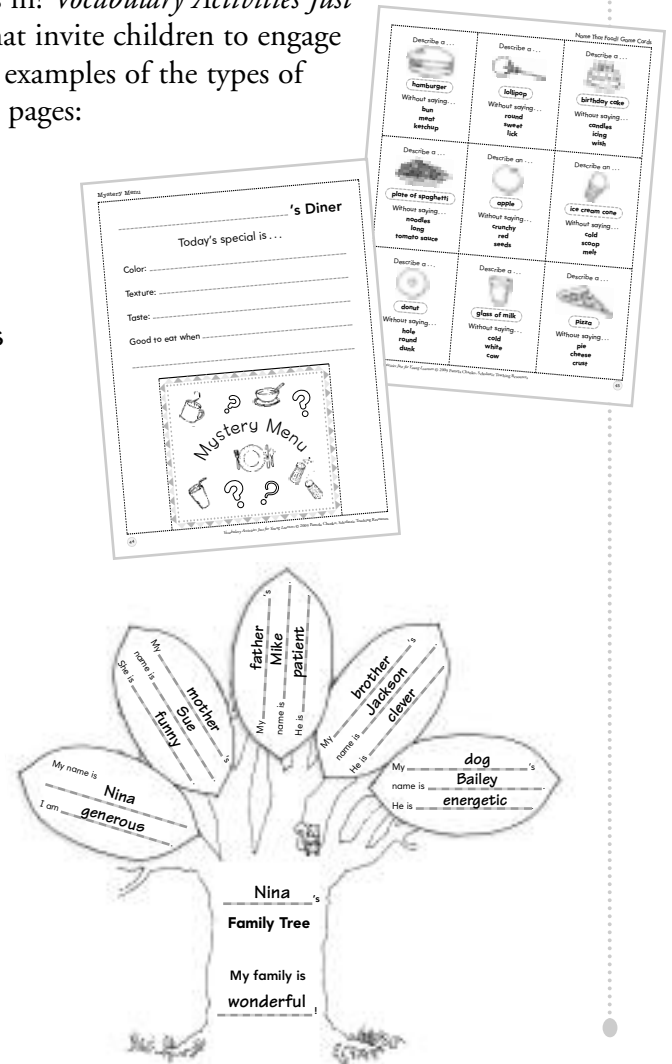 s in! Vocabulary Activities Just
hat invite children to engage
examples of the types of
pages:
s
Name That Food! Game Cards
Describe a . . .
hamburger
Without saying . . .
bun
meat
ketchup
Describe a . . .
lollipop
Without saying . . .
round
sweet
lick
Describe a . . .
birthday cake
Without saying . . .
candles
icing
wish
Describe a . . .
plate of spaghetti
Without saying . . .
noodles
long
tomato sauce
Describe an . . .
apple
Without saying . . .
crunchy
red
seeds
Describe an . . .
ice cream cone
Without saying . . .
cold
scoop
melt
Describe a . . .
donut
Without saying . . .
hole
round
dunk
Describe a . . .
glass of milk
Without saying . . .
cold
white
cow
Describe a . . .
pizza
Without saying . . .
pie
cheese
crust
Mystery Menu
's Diner
Today's special is . . .
Color:
Texture:
Taste:
Good to eat when
Mystery Menu
My name is
Nina
I am generous.
My mother 's
name is Sue.
She is funny.
My father 's
name is Mike.
He is patient.
My brother 's
name is Jackson.
He is clever.
My dog 's
name is Bailey.
He is energetic.
Nina 's
Family Tree
My family is
wonderful !